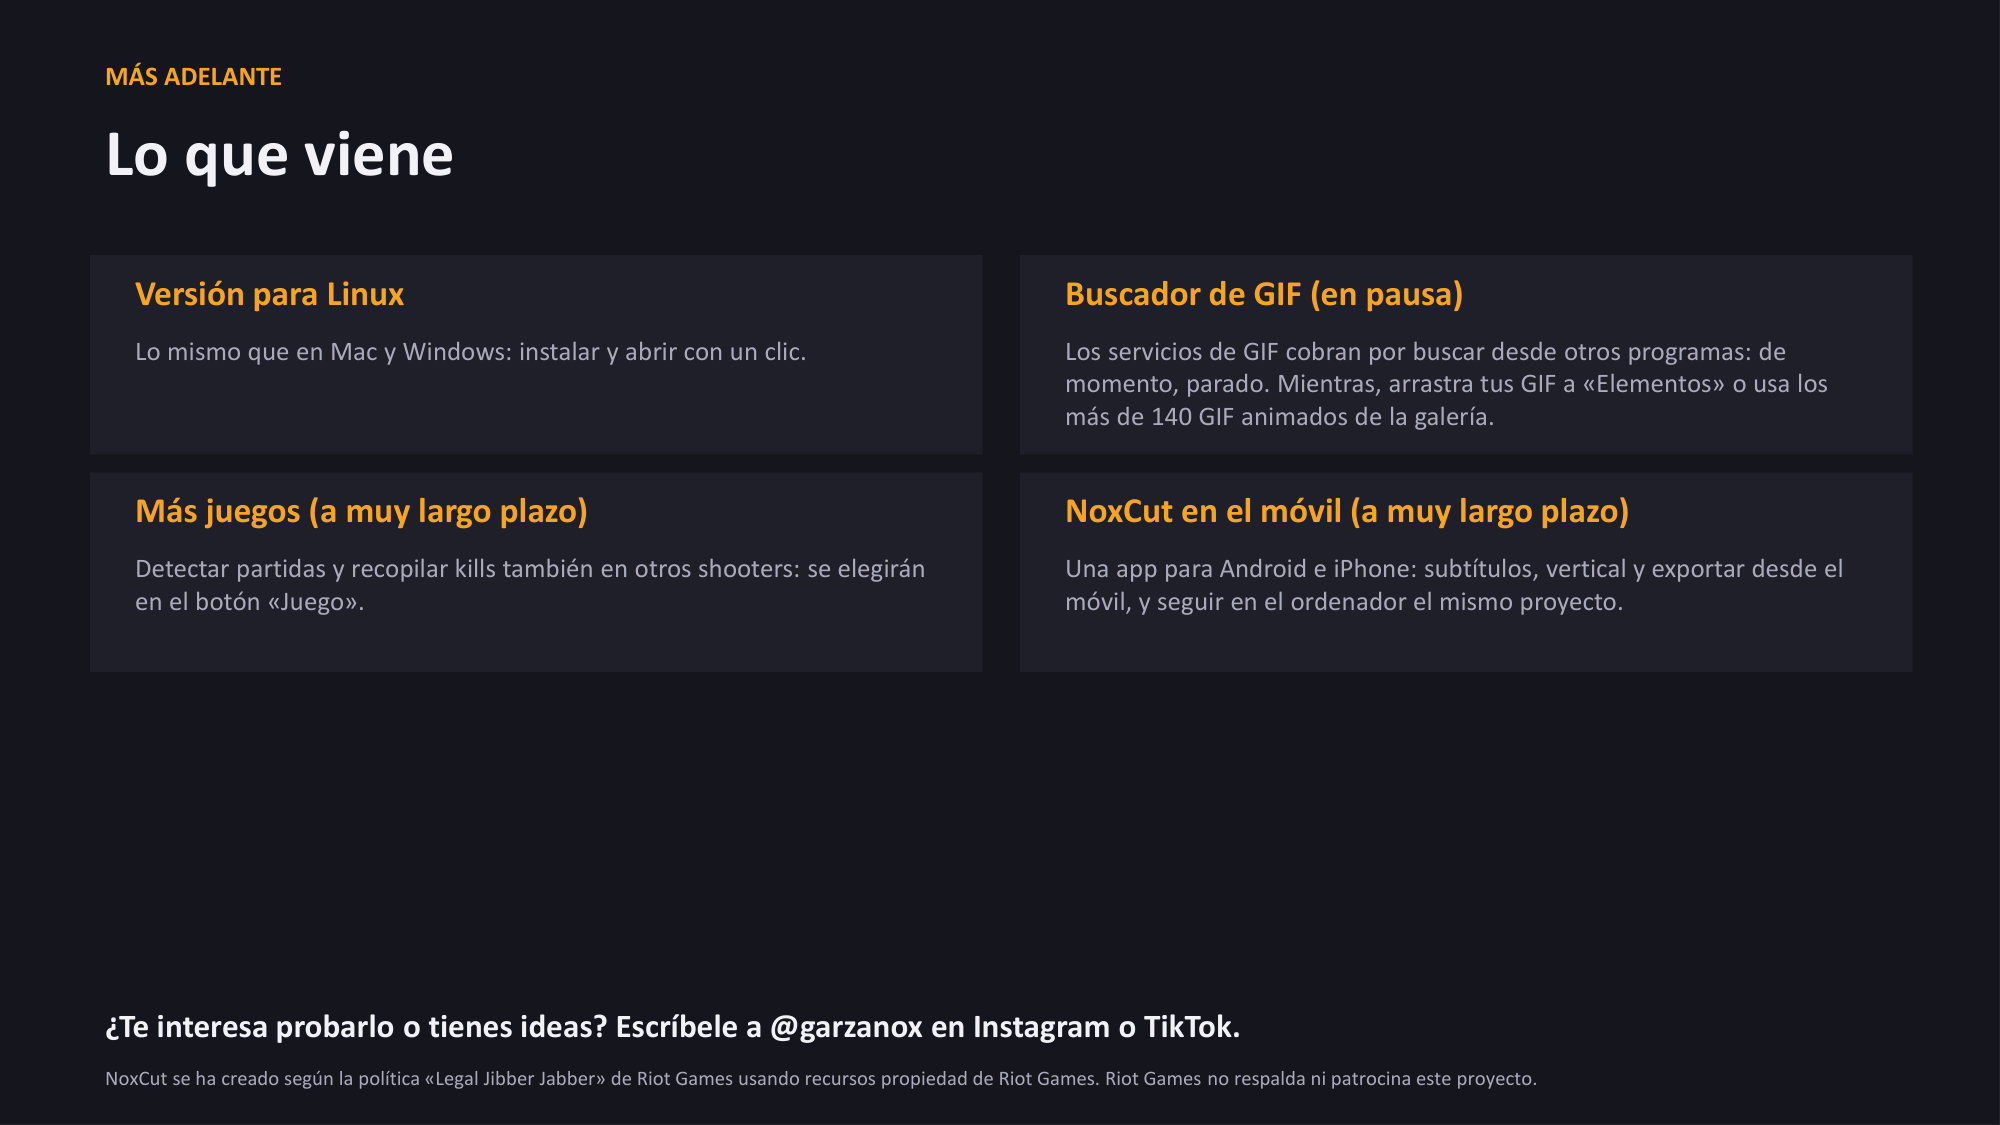 MÁS ADELANTE
Lo que viene
Versión para Linux
Lo mismo que en Mac y Windows: instalar y abrir con un clic.
Buscador de GIF (en pausa)
Los servicios de GIF cobran por buscar desde otros programas: de
momento, parado. Mientras, arrastra tus GIF a «Elementos» o usa los
más de 140 GIF animados de la galería.
Más juegos (a muy largo plazo)
Detectar partidas y recopilar kills también en otros shooters: se elegirán
en el botón «Juego».
NoxCut en el móvil (a muy largo plazo)
Una app para Android e iPhone: subtítulos, vertical y exportar desde el
móvil, y seguir en el ordenador el mismo proyecto.
¿Te interesa probarlo o tienes ideas? Escríbele a @garzanox en Instagram o TikTok.
NoxCut se ha creado según la política «Legal Jibber Jabber» de Riot Games usando recursos propiedad de Riot Games. Riot Games no respalda ni patrocina este proyecto.